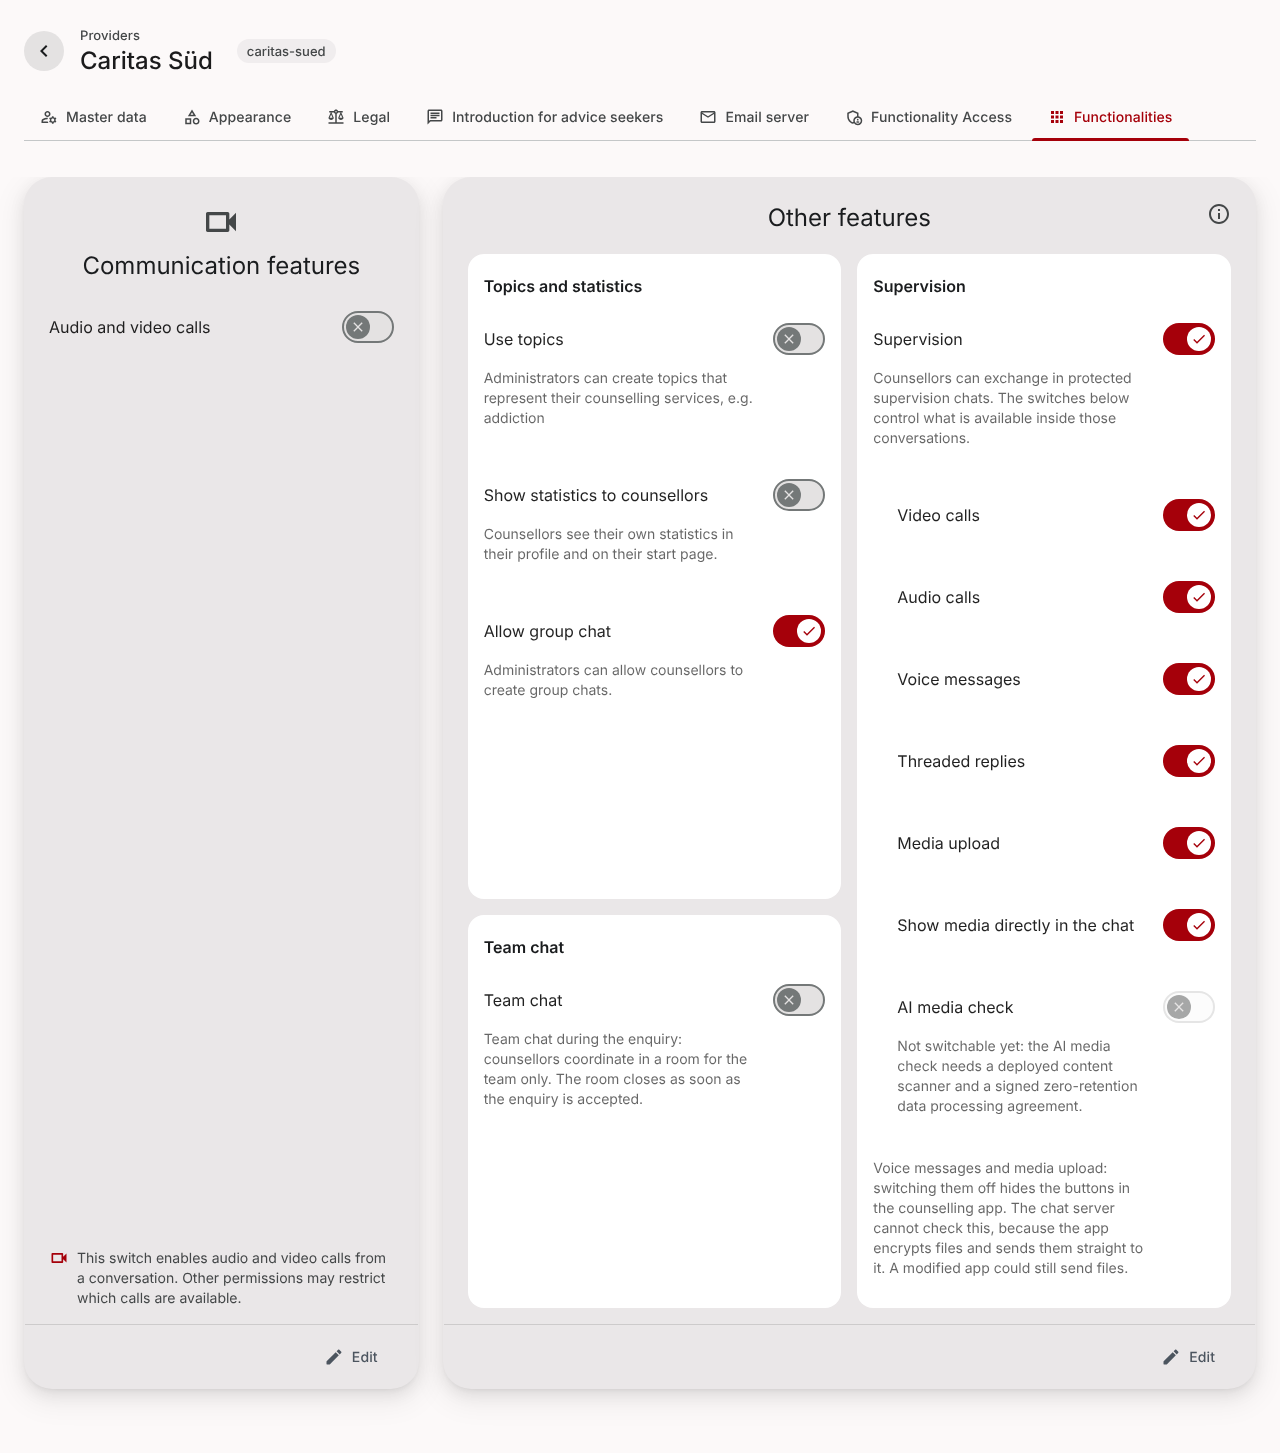 Providers
Caritas Süd
caritas-sued
Master data
Appearance
Legal
Introduction for advice seekers
Email server
Functionality Access
Functionalities
Communication features
Audio and video calls
This switch enables audio and video calls from
a conversation. Other permissions may restrict
which calls are available.
Edit
Other features
Topics and statistics
Use topics
Administrators can create topics that
represent their counselling services, e.g.
addiction
Show statistics to counsellors
Counsellors see their own statistics in
their profile and on their start page.
Allow group chat
Administrators can allow counsellors to
create group chats.
Team chat
Team chat
Team chat during the enquiry:
counsellors coordinate in a room for the
team only. The room closes as soon as
the enquiry is accepted.
Supervision
Supervision
Counsellors can exchange in protected
supervision chats. The switches below
control what is available inside those
conversations.
Video calls
Audio calls
Voice messages
Threaded replies
Media upload
Show media directly in the chat
AI media check
Not switchable yet: the AI media
check needs a deployed content
scanner and a signed zero-retention
data processing agreement.
Voice messages and media upload:
switching them off hides the buttons in
the counselling app. The chat server
cannot check this, because the app
encrypts files and sends them straight to
it. A modified app could still send files.
Edit